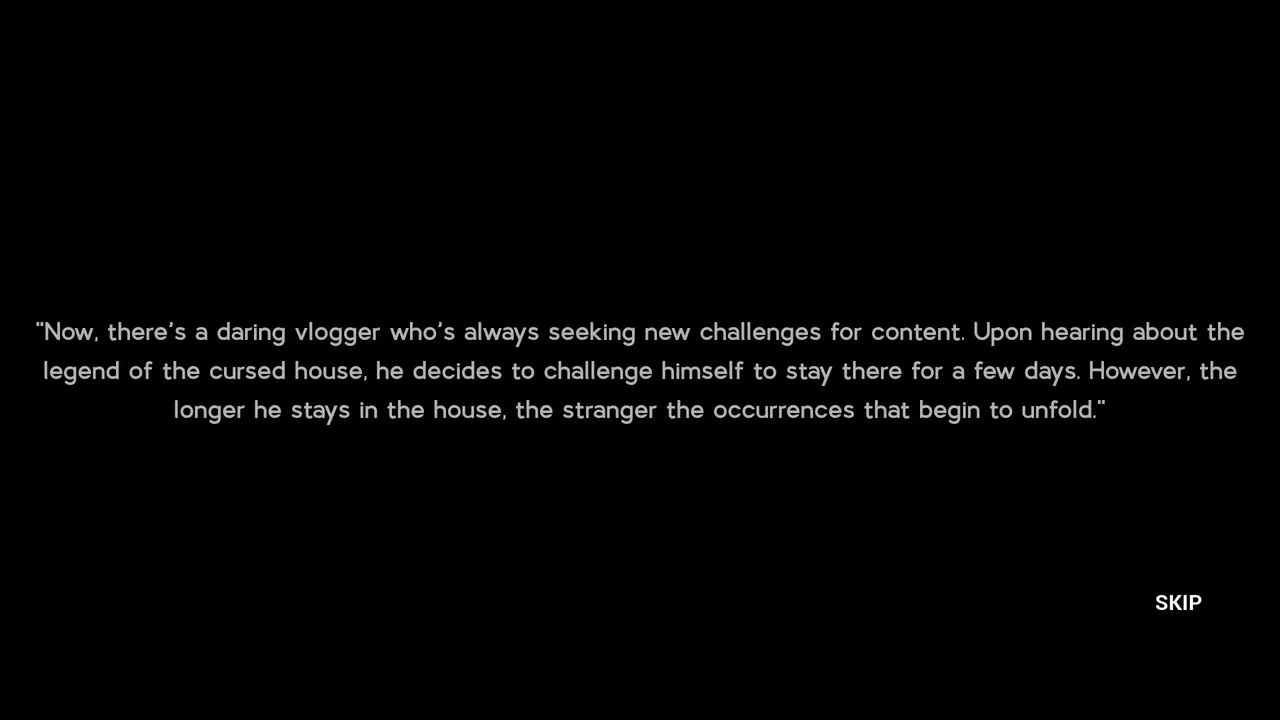 "Now, there's a daring vlogger who's always seeking new challenges for content. Upon hearing about the
legend of the cursed house, he decides to challenge himself to stay there for a few days. However, the
longer he stays in the house, the stranger the occurrences that begin to unfold."
SKIP